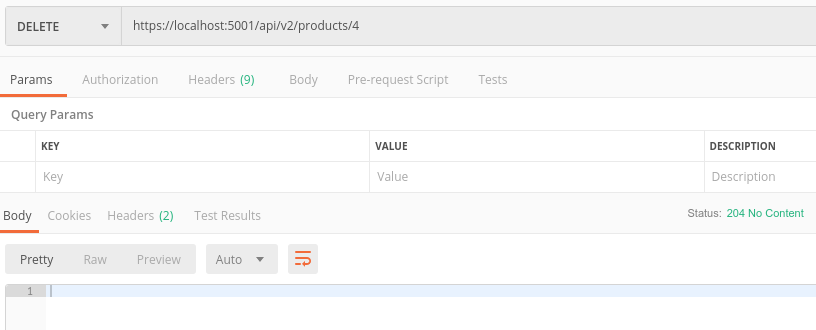 DELETE https://localhost:5001/api/v2/products/4
Params Authorization Headers (9) Body Pre-request Script Tests
Query Params
KEY VALUE DESCRIPTION
Key Value Description
Body Cookies Headers (2) Test Results Status: 204 No Content
Pretty Raw Preview Auto
1